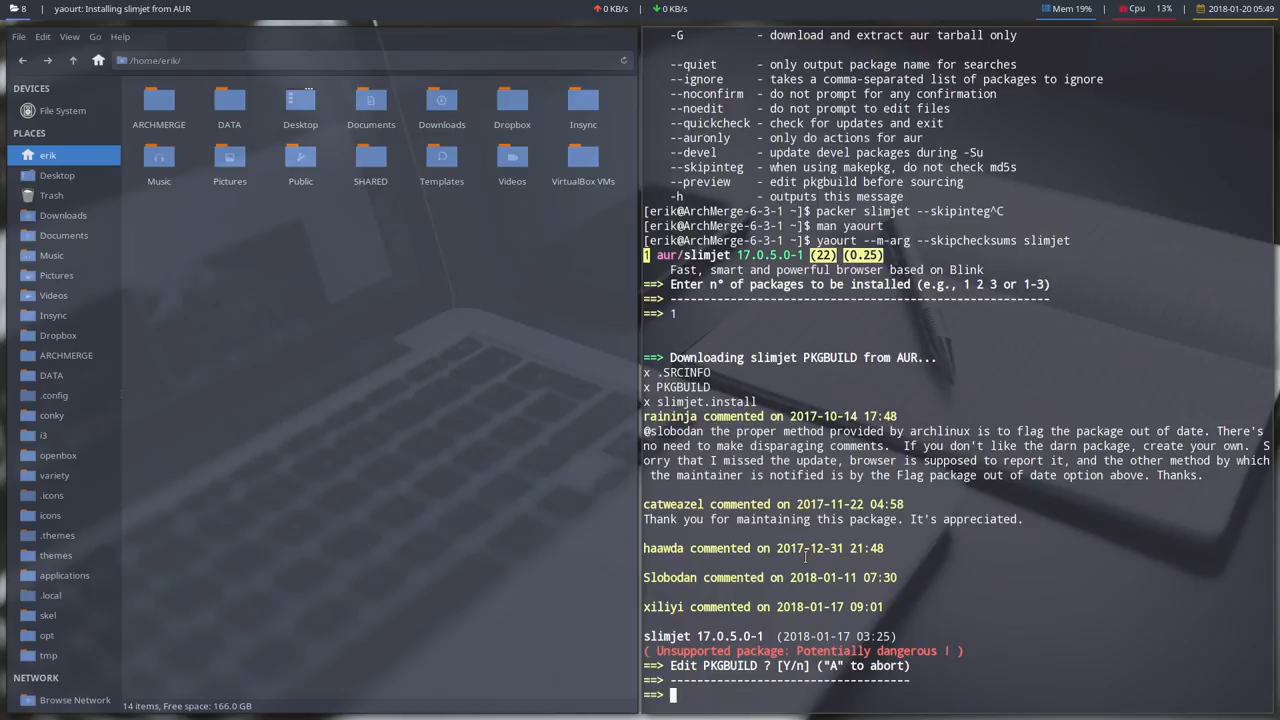 8 | yaourt: Installing slimjet from AUR
0 KB/s | 0 KB/s
Mem 19% Cpu 13% 2018-01-20 05:49
File Edit View Go Help
/home/erik/
DEVICES
File System
PLACES
erik
Desktop
Trash
Downloads
Documents
Music
Pictures
Videos
Insync
Dropbox
ARCHMERGE
DATA
.config
conky
i3
openbox
variety
.icons
icons
.themes
themes
applications
.local
skel
opt
tmp
NETWORK
Browse Network
ARCHMERGE DATA Desktop Documents Downloads Dropbox Insync
Music Pictures Public SHARED Templates Videos VirtualBox VMs
14 items, Free space: 166.0 GB
-G - download and extract aur tarball only
--quiet - only output package name for searches
--ignore - takes a comma-separated list of packages to ignore
--noconfirm - do not prompt for any confirmation
--noedit - do not prompt to edit files
--quickcheck - check for updates and exit
--auronly - only do actions for aur
--devel - update devel packages during -Su
--skipinteg - when using makepkg, do not check md5s
--preview - edit pkgbuild before sourcing
-h - outputs this message
[erik@ArchMerge-6-3-1 ~]$ packer slimjet --skipinteg^C
[erik@ArchMerge-6-3-1 ~]$ man yaourt
[erik@ArchMerge-6-3-1 ~]$ yaourt --m-arg --skipchecksums slimjet
1 aur/slimjet 17.0.5.0-1 (22) (0.25)
Fast, smart and powerful browser based on Blink
==> Enter n° of packages to be installed (e.g., 1 2 3 or 1-3)
==> ---------------------------------------------------------
==> 1
==> Downloading slimjet PKGBUILD from AUR...
x .SRCINFO
x PKGBUILD
x slimjet.install
raininja commented on 2017-10-14 17:48
@slobodan the proper method provided by archlinux is to flag the package out of date. There's
no need to make disparaging comments.  If you don't like the darn package, create your own.  S
orry that I missed the update, browser is supposed to report it, and the other method by which
the maintainer is notified is by the Flag package out of date option above. Thanks.
catweazel commented on 2017-11-22 04:58
Thank you for maintaining this package. It's appreciated.
haawda commented on 2017-12-31 21:48
Slobodan commented on 2018-01-11 07:30
xiliyi commented on 2018-01-17 09:01
slimjet 17.0.5.0-1  (2018-01-17 03:25)
( Unsupported package: Potentially dangerous ! )
==> Edit PKGBUILD ? [Y/n] ("A" to abort)
==> ------------------------------------
==>